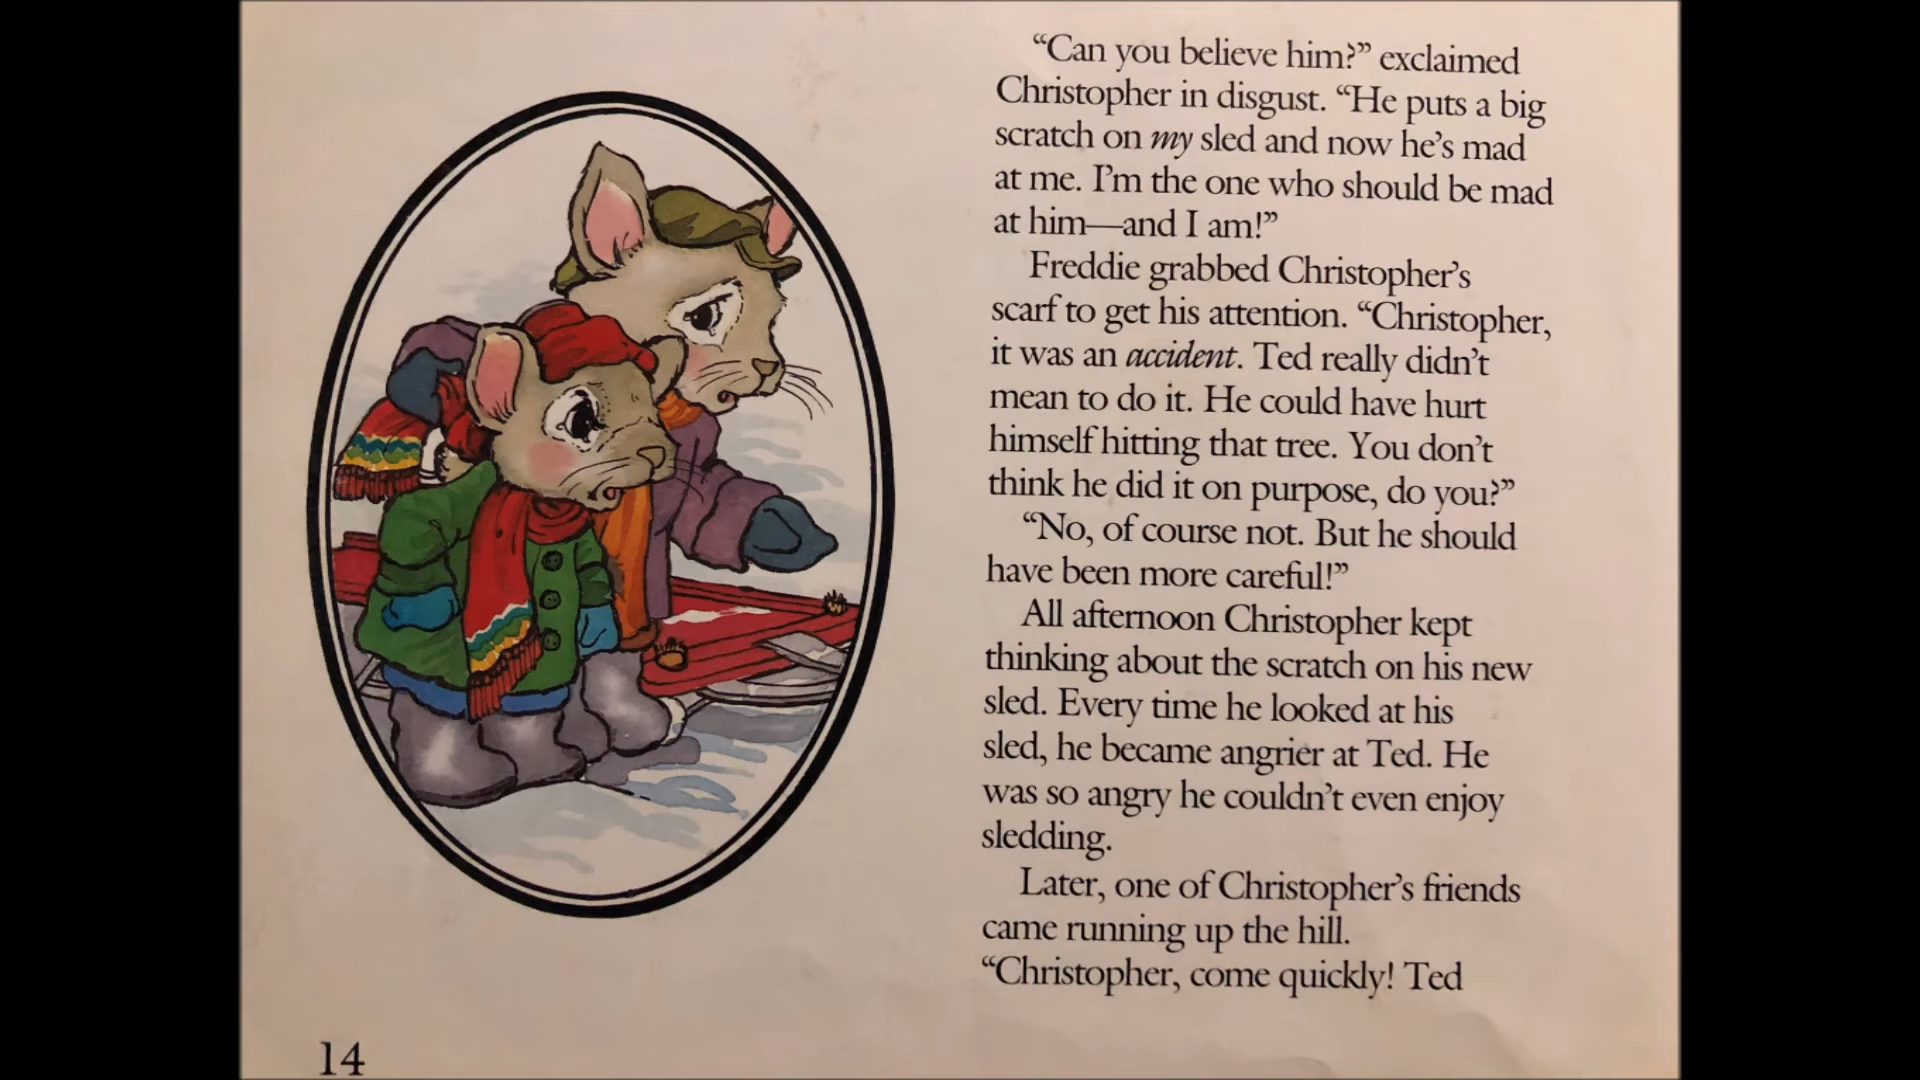 “Can you believe him?” exclaimed
Christopher in disgust. “He puts a big
scratch on my sled and now he’s mad
at me. I’m the one who should be mad
at him—and I am!”
Freddie grabbed Christopher’s
scarf to get his attention. “Christopher,
it was an accident. Ted really didn’t
mean to do it. He could have hurt
himself hitting that tree. You don’t
think he did it on purpose, do you?”
“No, of course not. But he should
have been more careful!”
All afternoon Christopher kept
thinking about the scratch on his new
sled. Every time he looked at his
sled, he became angrier at Ted. He
was so angry he couldn’t even enjoy
sledding.
Later, one of Christopher’s friends
came running up the hill.
“Christopher, come quickly! Ted
14